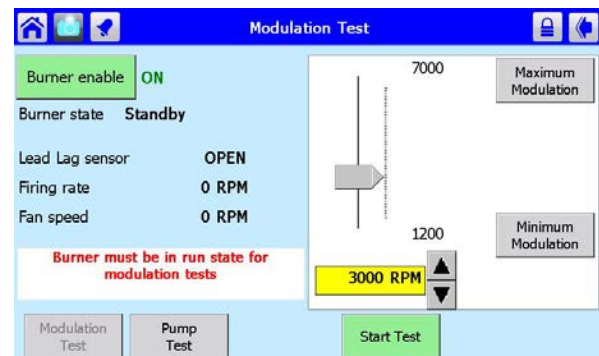 Modulation Test
Burner enable ON
Burner state Standby
Lead Lag sensor OPEN
Firing rate 0 RPM
Fan speed 0 RPM
Burner must be in run state for
modulation tests
Modulation
Test
Pump
Test
7000
Maximum
Modulation
1200
Minimum
Modulation
3000 RPM
Start Test